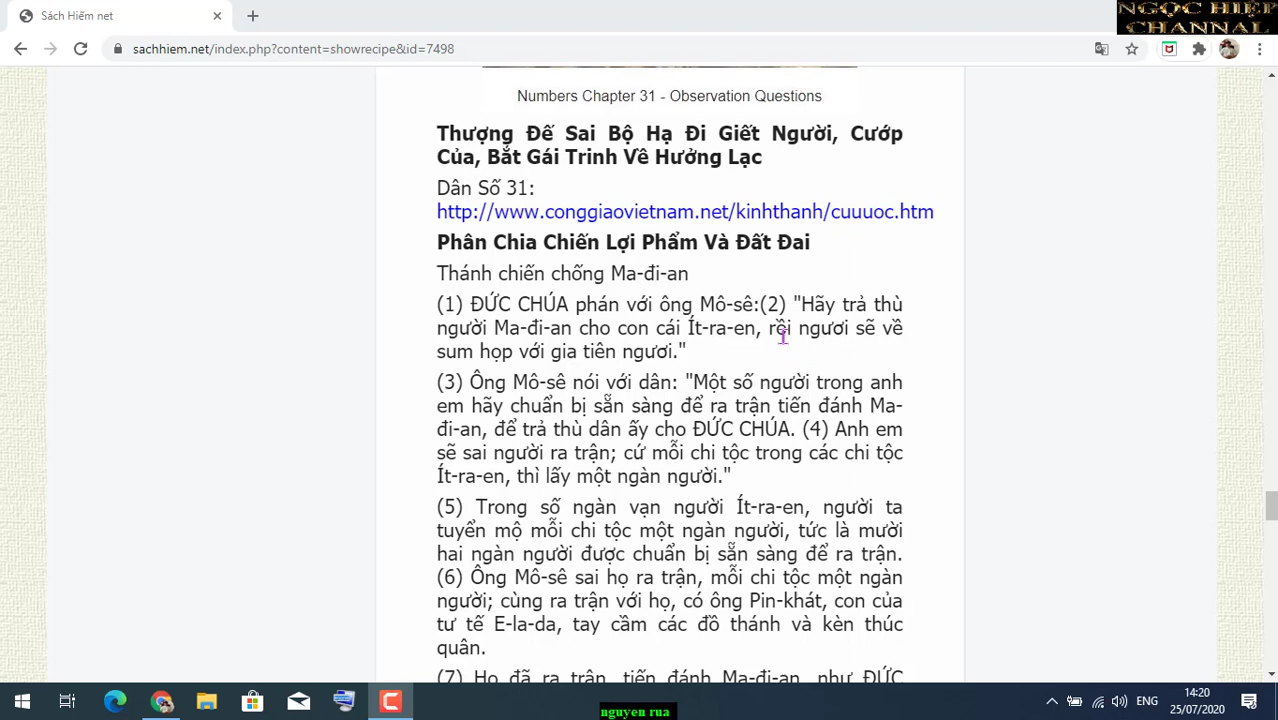 Sách Hiếm net
NGỌC HIỆP
CHANNAL
sachhiem.net/index.php?content=showrecipe&id=7498
Numbers Chapter 31 - Observation Questions
Thượng Đế Sai Bộ Hạ Đi Giết Người, Cướp
Của, Bắt Gái Trinh Về Hưởng Lạc
Dân Số 31:
http://www.conggiaovietnam.net/kinhthanh/cuuuoc.htm
Phân Chia Chiến Lợi Phẩm Và Đất Đai
Thánh chiến chống Ma-đi-an
(1) ĐỨC CHÚA phán với ông Mô-sê:(2) "Hãy trả thù
người Ma-đi-an cho con cái Ít-ra-en, rồi ngươi sẽ về
sum họp với gia tiên ngươi."
(3) Ông Mô-sê nói với dân: "Một số người trong anh
em hãy chuẩn bị sẵn sàng để ra trận tiến đánh Ma-
đi-an, để trả thù dân ấy cho ĐỨC CHÚA. (4) Anh em
sẽ sai người ra trận; cứ mỗi chi tộc trong các chi tộc
Ít-ra-en, thì lấy một ngàn người."
(5) Trong số ngàn vạn người Ít-ra-en, người ta
tuyển mộ mỗi chi tộc một ngàn người, tức là mười
hai ngàn người được chuẩn bị sẵn sàng để ra trận.
(6) Ông Mô-sê sai họ ra trận, mỗi chi tộc một ngàn
người; cùng ra trận với họ, có ông Pin-khát, con của
tư tế E-la-da, tay cầm các đồ thánh và kèn thúc
quân.
(7) Họ đã ra trận, tiến đánh Ma-đi-an, như ĐỨC
ENG
14:20
25/07/2020
nguyen rua